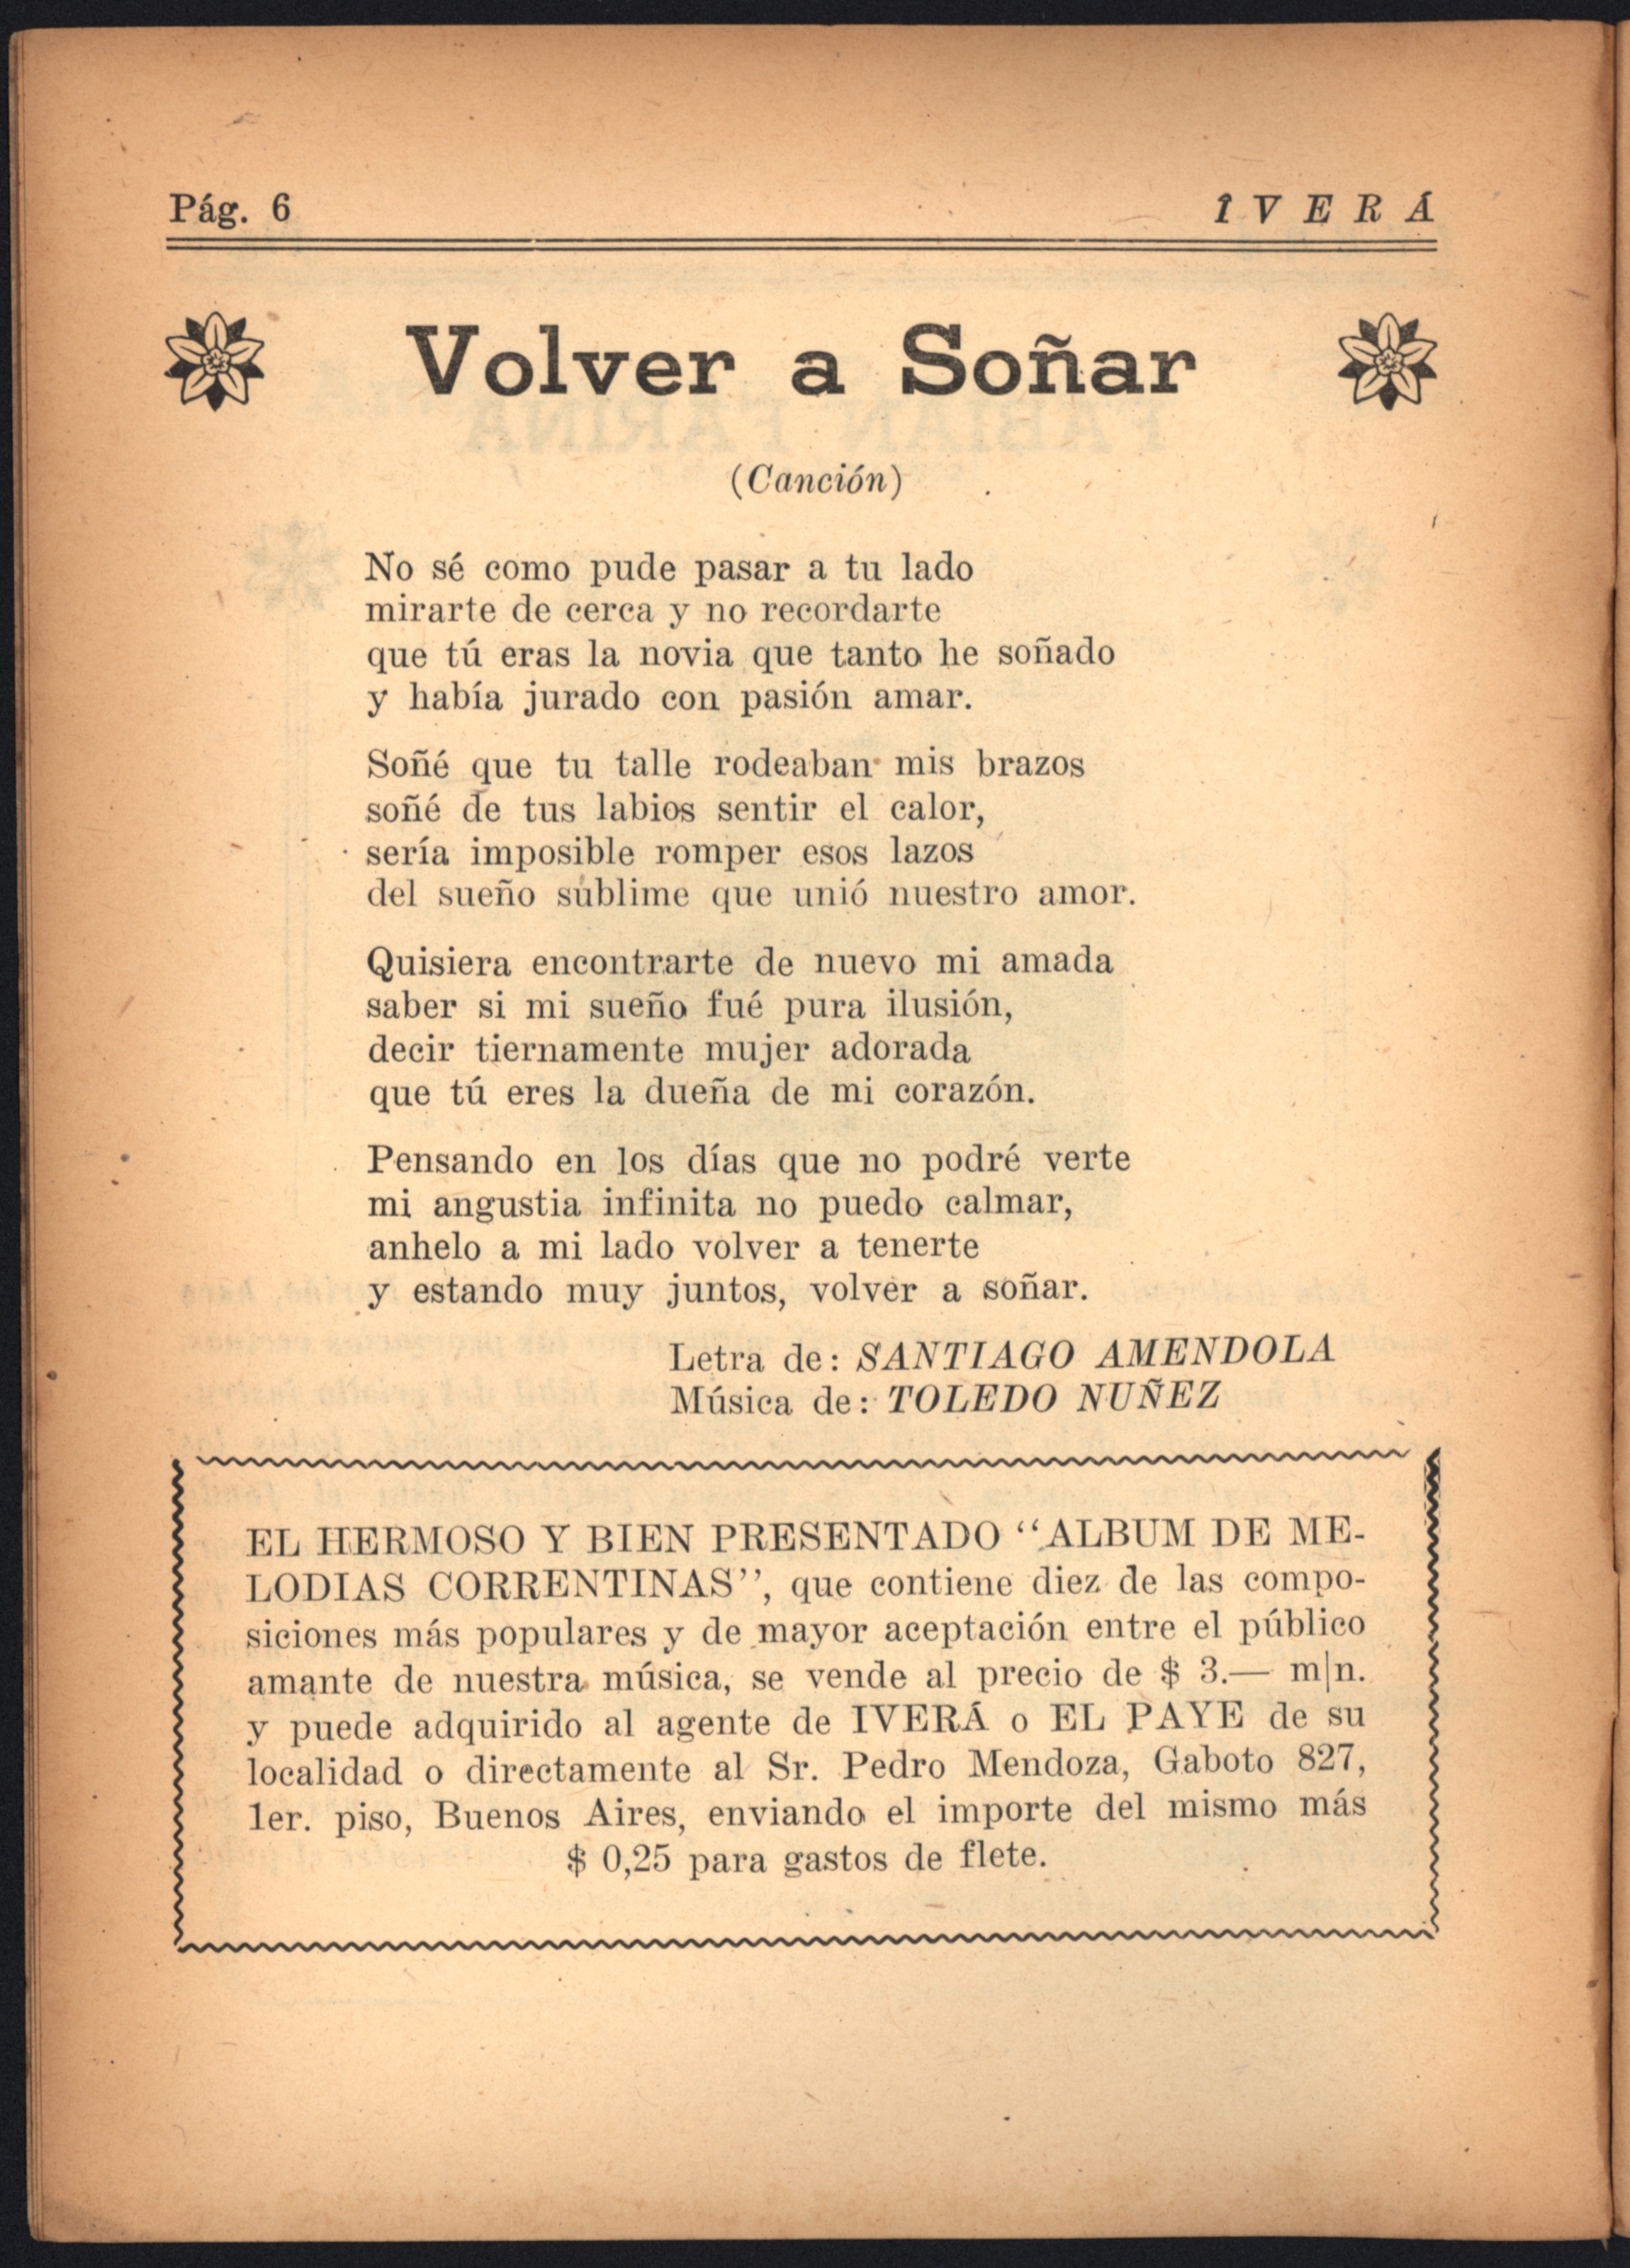 Pág. 6
ÎVERÁ
Volver a Soñar
(Canción)
No sé como pude pasar a tu lado
mirarte de cerca y no recordarte
que tú eras la novia que tanto he soñado
y había jurado con pasión amar.
Soñé que tu talle rodeaban mis brazos
soñé de tus labios sentir el calor,
sería imposible romper esos lazos
del sueño sublime que unió nuestro amor.
Quisiera encontrarte de nuevo mi amada
saber si mi sueño fué pura ilusión,
decir tiernamente mujer adorada
que tú eres la dueña de mi corazón.
Pensando en los días que no podré verte
mi angustia infinita no puedo calmar,
anhelo a mi lado volver a tenerte
y estando muy juntos, volver a soñar.
Letra de: SANTIAGO AMENDOLA
Música de: TOLEDO NUÑEZ
EL HERMOSO Y BIEN PRESENTADO "ALBUM DE ME-
LODIAS CORRENTINAS", que contiene diez de las compo-
siciones más populares y de mayor aceptación entre el público
amante de nuestra música, se vende al precio de $ 3.— m|n.
y puede adquirido al agente de IVERÁ o EL PAYE de su
localidad o directamente al Sr. Pedro Mendoza, Gaboto 827,
1er. piso, Buenos Aires, enviando el importe del mismo más
$ 0,25 para gastos de flete.